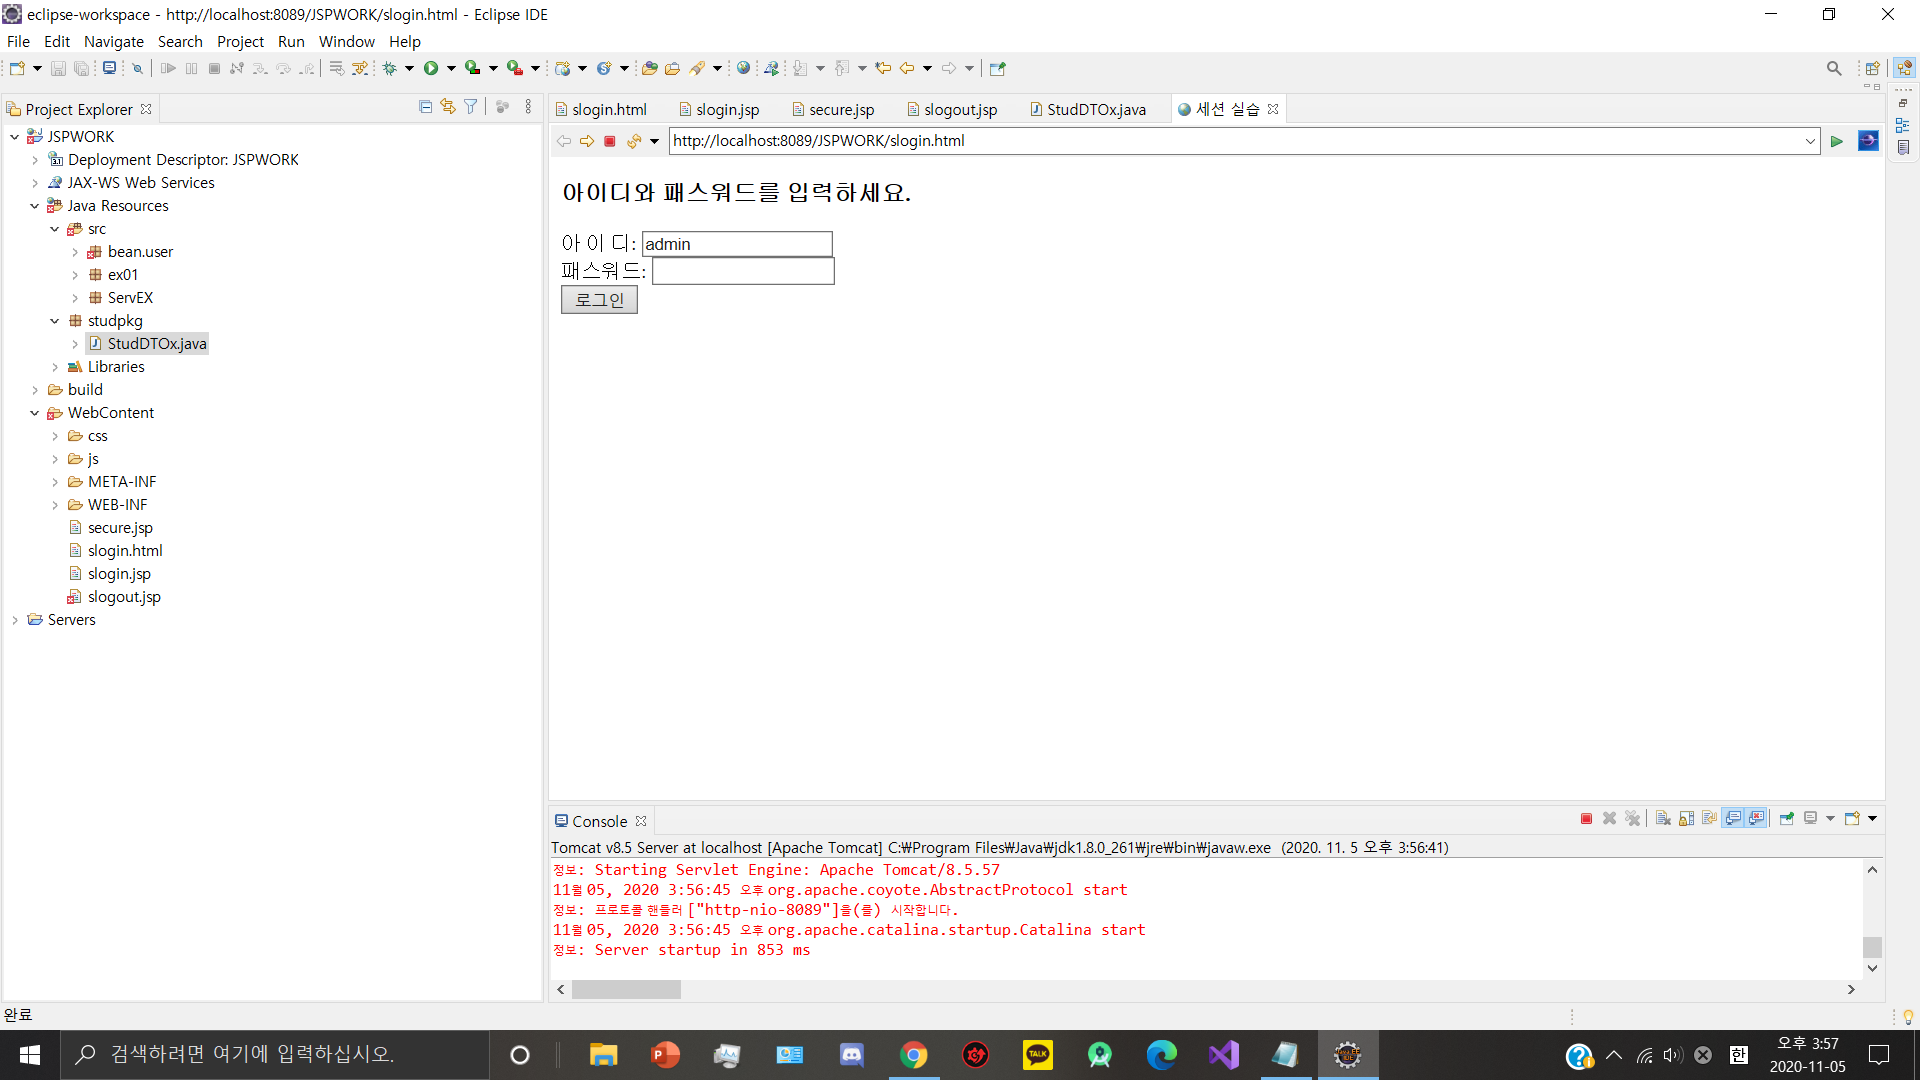 eclipse-workspace - http://localhost:8089/JSPWORK/slogin.html - Eclipse IDE
File Edit Navigate Search Project Run Window Help
Project Explorer
JSPWORK
Deployment Descriptor: JSPWORK
JAX-WS Web Services
Java Resources
src
bean.user
ex01
ServEX
studpkg
StudDTOx.java
Libraries
build
WebContent
css
js
META-INF
WEB-INF
secure.jsp
slogin.html
slogin.jsp
slogout.jsp
Servers
slogin.html slogin.jsp secure.jsp slogout.jsp StudDTOx.java 세션 실습
http://localhost:8089/JSPWORK/slogin.html
아이디와 패스워드를 입력하세요.
아 이 디: admin
패스워드:
로그인
Console
Tomcat v8.5 Server at localhost [Apache Tomcat] C:₩Program Files₩Java₩jdk1.8.0_261₩jre₩bin₩javaw.exe (2020. 11. 5 오후 3:56:41)
정보: Starting Servlet Engine: Apache Tomcat/8.5.57
11월 05, 2020 3:56:45 오후 org.apache.coyote.AbstractProtocol start
정보: 프로토콜 핸들러 ["http-nio-8089"]을(를) 시작합니다.
11월 05, 2020 3:56:45 오후 org.apache.catalina.startup.Catalina start
정보: Server startup in 853 ms
완료
검색하려면 여기에 입력하십시오.
TALK
한
오후 3:57
2020-11-05